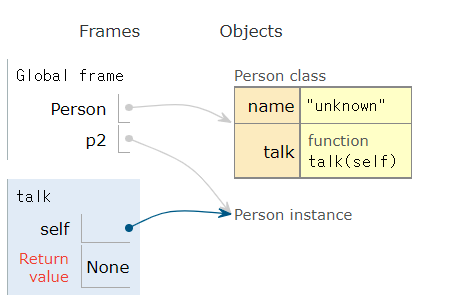 Frames
Objects
Global frame
Person
p2
Person class
name "unknown"
talk function
talk(self)
talk
self
Return
value None
Person instance